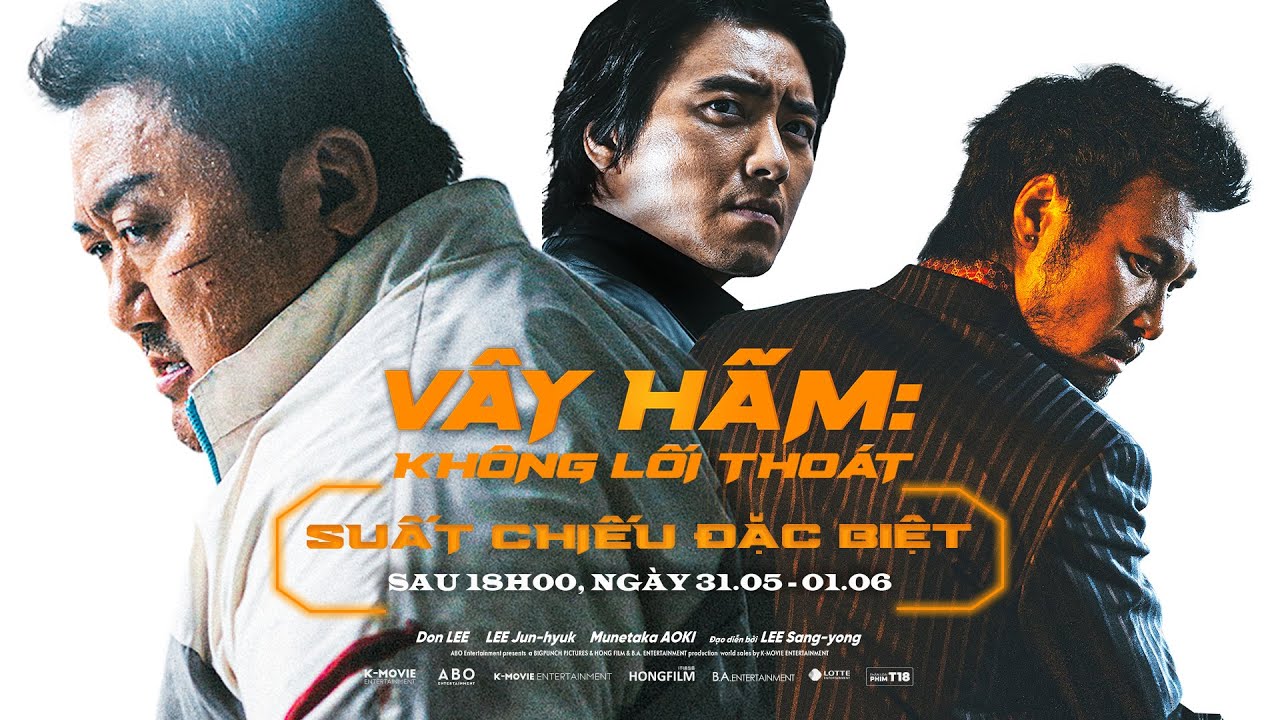 VÂY HÃM:
KHÔNG LỐI THOÁT
SUẤT CHIẾU ĐẶC BIỆT
SAU 18H00, NGÀY 31.05 - 01.06
Don LEE LEE Jun-hyuk Munetaka AOKI Đạo diễn bởi LEE Sang-yong
ABO Entertainment presents a BIGPUNCH PICTURES & HONG FILM & B.A. ENTERTAINMENT production world sales by K-MOVIE ENTERTAINMENT
K-MOVIE ENTERTAINMENT ABO ENTERTAINMENT K-MOVIE ENTERTAINMENT HONGFILM B.A. ENTERTAINMENT LOTTE PHIM T18